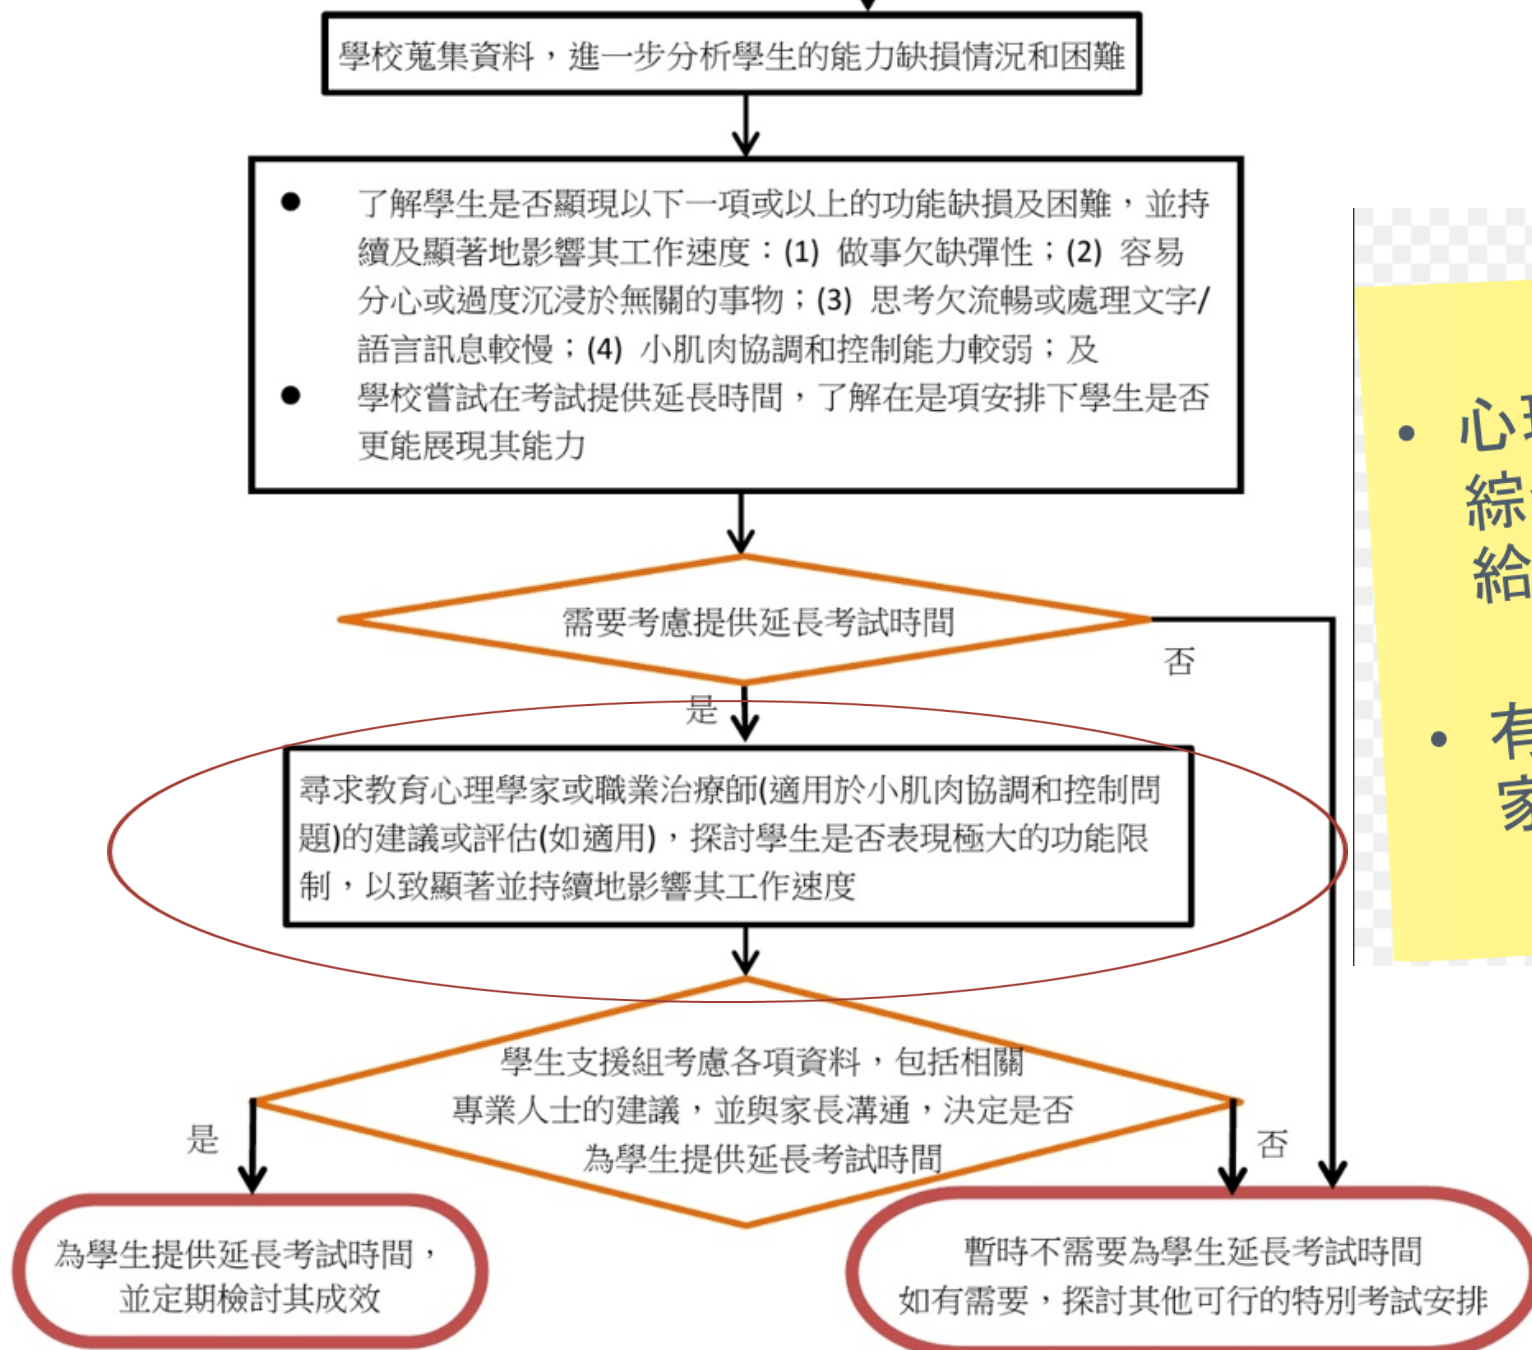 學校蒐集資料，進一步分析學生的能力缺損情況和困難
● 了解學生是否顯現以下一項或以上的功能缺損及困難，並持
續及顯著地影響其工作速度：(1) 做事欠缺彈性；(2) 容易
分心或過度沉浸於無關的事物；(3) 思考欠流暢或處理文字/
語言訊息較慢；(4) 小肌肉協調和控制能力較弱；及
● 學校嘗試在考試提供延長時間，了解在是項安排下學生是否
更能展現其能力
需要考慮提供延長考試時間
否
是
尋求教育心理學家或職業治療師(適用於小肌肉協調和控制問
題)的建議或評估(如適用)，探討學生是否表現極大的功能限
制，以致顯著並持續地影響其工作速度
學生支援組考慮各項資料，包括相關
專業人士的建議，並與家長溝通，決定是否
為學生提供延長考試時間
是
否
為學生提供延長考試時間，
並定期檢討其成效
暫時不需要為學生延長考試時間
如有需要，探討其他可行的特別考試安排
• 心
綜
給
• 有
家